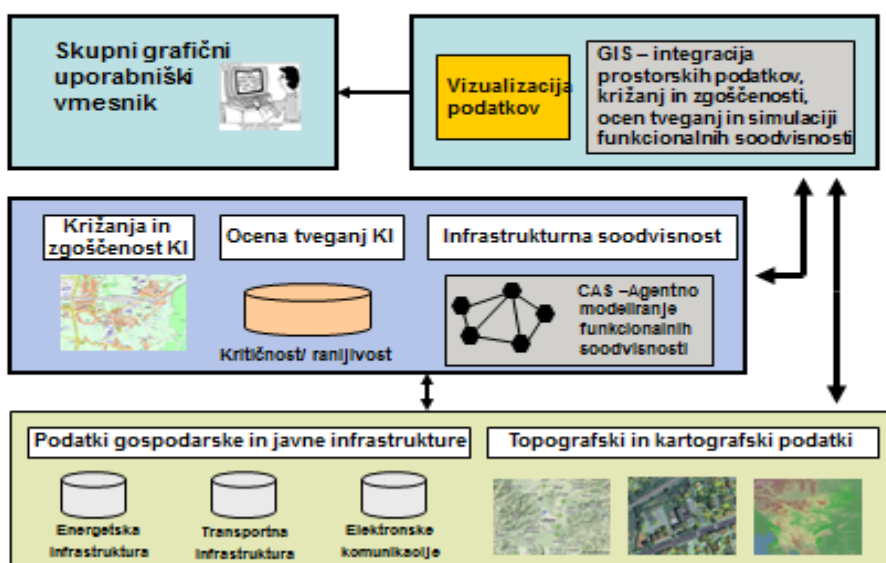 Skupni grafični
uporabniški
vmesnik
Vizualizacija
podatkov
GIS – integracija
prostorskih podatkov,
križanj in zgoščenosti,
ocen tveganj in simulaciji
funkcionalnih soodvisnosti
Križanja in
zgoščenost KI
Ocena tveganj KI
Infrastrukturna soodvisnost
Kritičnost/ ranljivost
CAS –Agentno
modeliranje
funkcionalnih
soodvisnosti
Podatki gospodarske in javne infrastrukture
Topografski in kartografski podatki
Energetska
infrastruktura
Transportna
infrastruktura
Elektronske
komunikacije